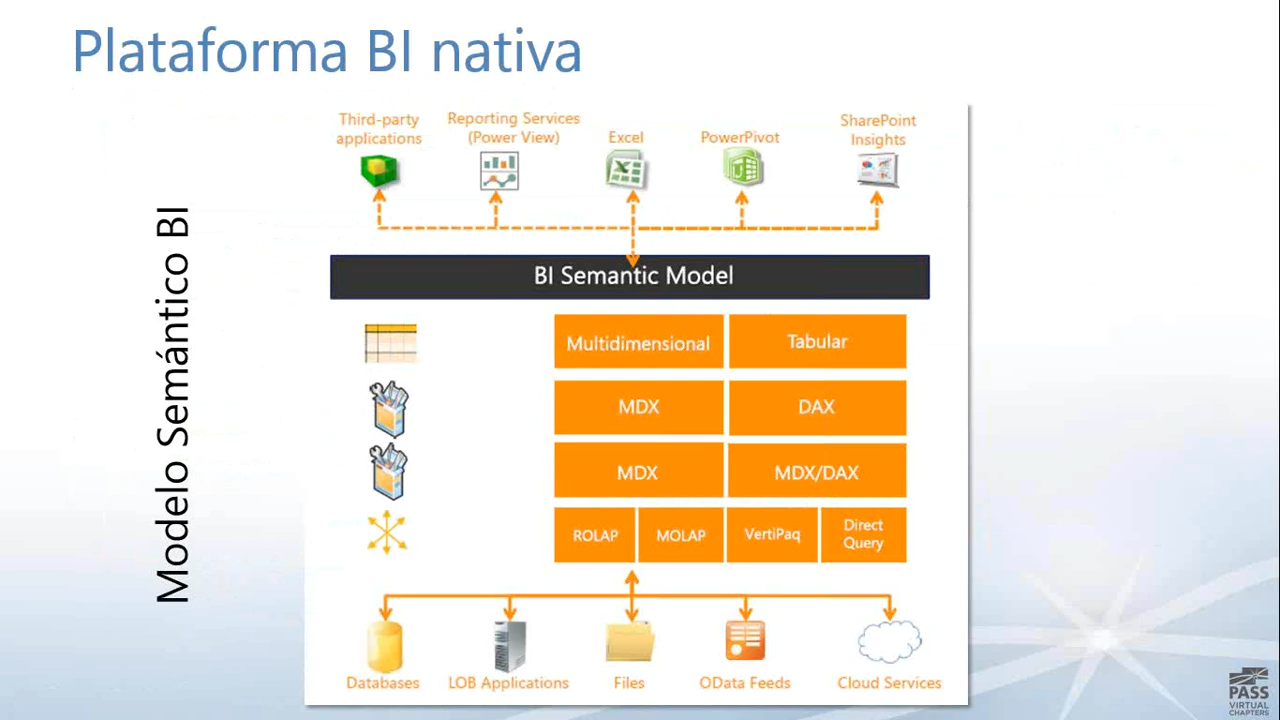 Plataforma BI nativa
Modelo Semántico BI
Third-party
applications
Reporting Services
(Power View)
Excel
PowerPivot
SharePoint
Insights
BI Semantic Model
Multidimensional
Tabular
MDX
DAX
MDX
MDX/DAX
ROLAP
MOLAP
VertiPaq
Direct
Query
Databases
LOB Applications
Files
OData Feeds
Cloud Services
PASS
VIRTUAL
CHAPTERS